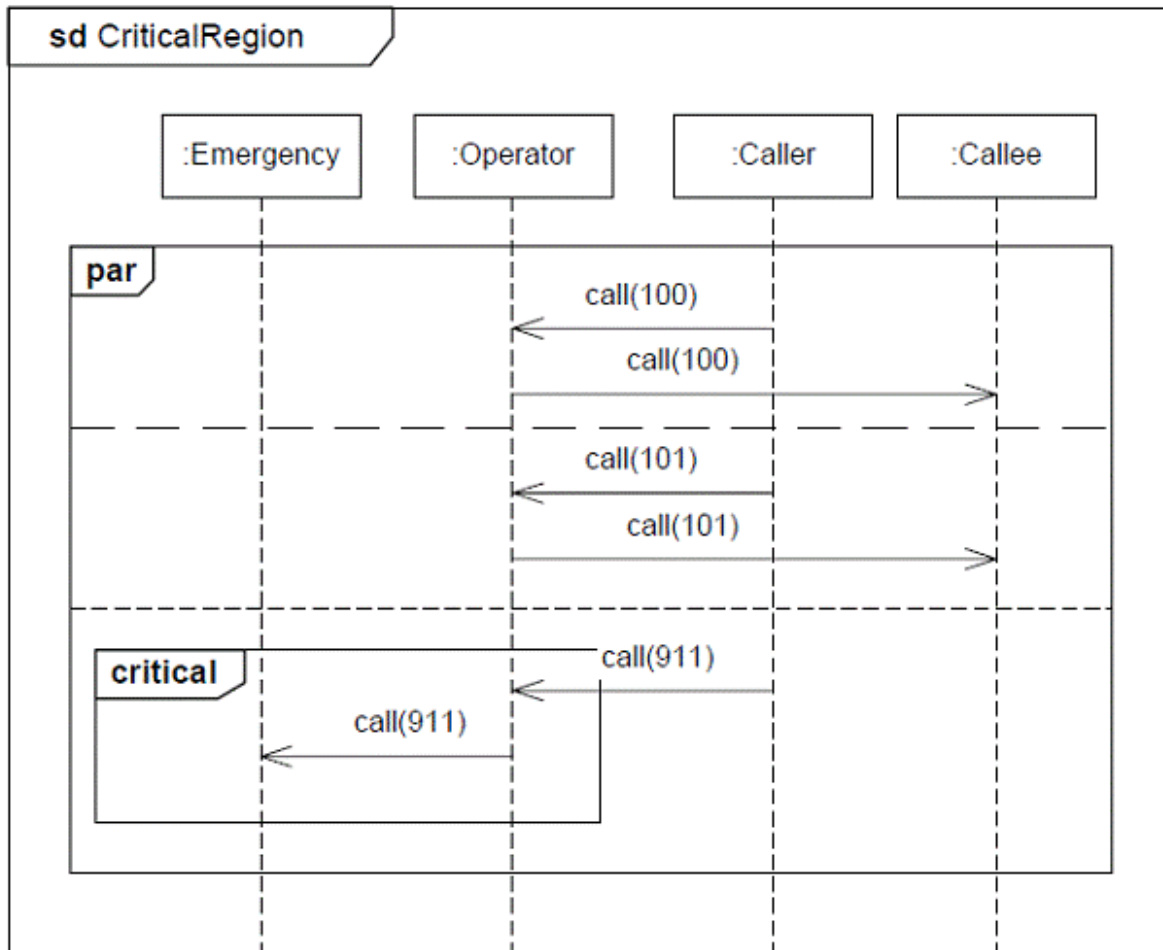 sd CriticalRegion
:Emergency :Operator :Caller :Callee
par
call(100)
call(100)
call(101)
call(101)
call(911)
critical
call(911)